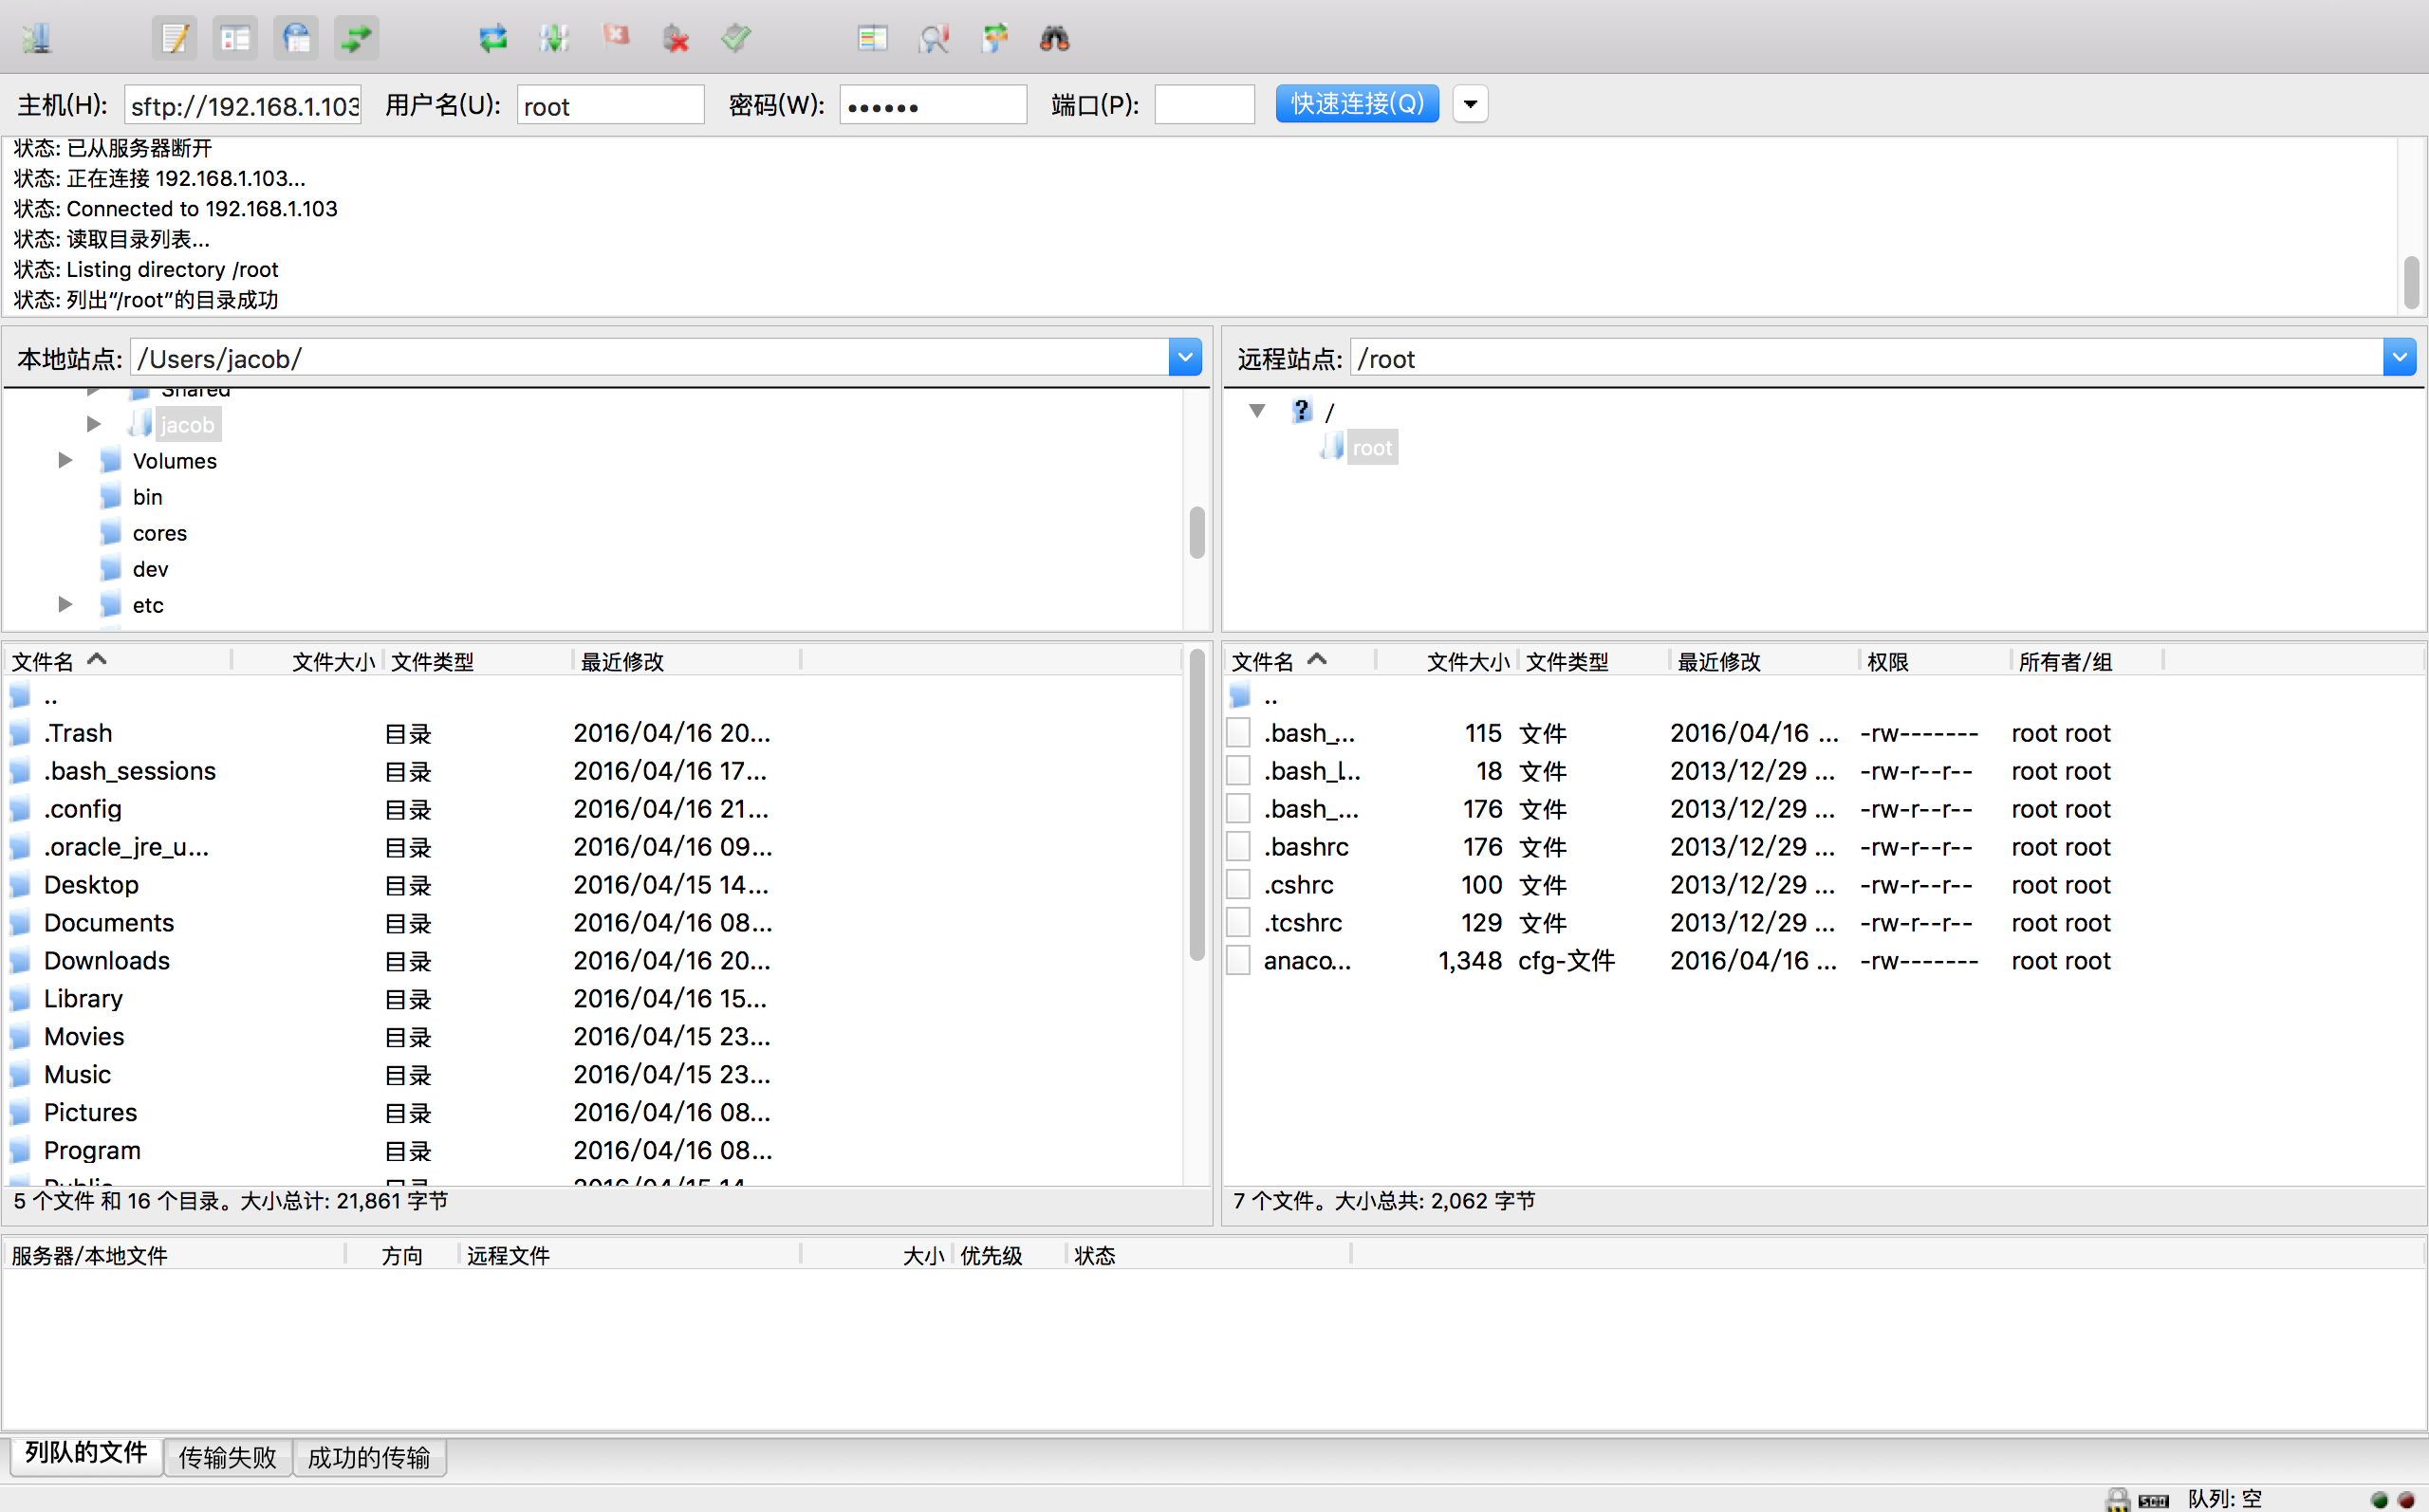 主机(H): sftp://192.168.1.103 用户名(U): root 密码(W): •••••• 端口(P): 快速连接(Q)
状态: 已从服务器断开
状态: 正在连接 192.168.1.103...
状态: Connected to 192.168.1.103
状态: 读取目录列表...
状态: Listing directory /root
状态: 列出“/root”的目录成功
本地站点: /Users/jacob/
Shared
jacob
Volumes
bin
cores
dev
etc
远程站点: /root
/
root
文件名 文件大小 文件类型 最近修改
..
.Trash 目录 2016/04/16 20...
.bash_sessions 目录 2016/04/16 17...
.config 目录 2016/04/16 21...
.oracle_jre_u... 目录 2016/04/16 09...
Desktop 目录 2016/04/15 14...
Documents 目录 2016/04/16 08...
Downloads 目录 2016/04/16 20...
Library 目录 2016/04/16 15...
Movies 目录 2016/04/15 23...
Music 目录 2016/04/15 23...
Pictures 目录 2016/04/16 08...
Program 目录 2016/04/16 08...
Public 目录 2016/04/15 14...
5 个文件 和 16 个目录。大小总计: 21,861 字节
文件名 文件大小 文件类型 最近修改 权限 所有者/组
..
.bash_... 115 文件 2016/04/16 ... -rw------- root root
.bash_l... 18 文件 2013/12/29 ... -rw-r--r-- root root
.bash_... 176 文件 2013/12/29 ... -rw-r--r-- root root
.bashrc 176 文件 2013/12/29 ... -rw-r--r-- root root
.cshrc 100 文件 2013/12/29 ... -rw-r--r-- root root
.tcshrc 129 文件 2013/12/29 ... -rw-r--r-- root root
anaco... 1,348 cfg-文件 2016/04/16 ... -rw------- root root
7 个文件。大小总共: 2,062 字节
服务器/本地文件 方向 远程文件 大小 优先级 状态
列队的文件 传输失败 成功的传输
队列: 空